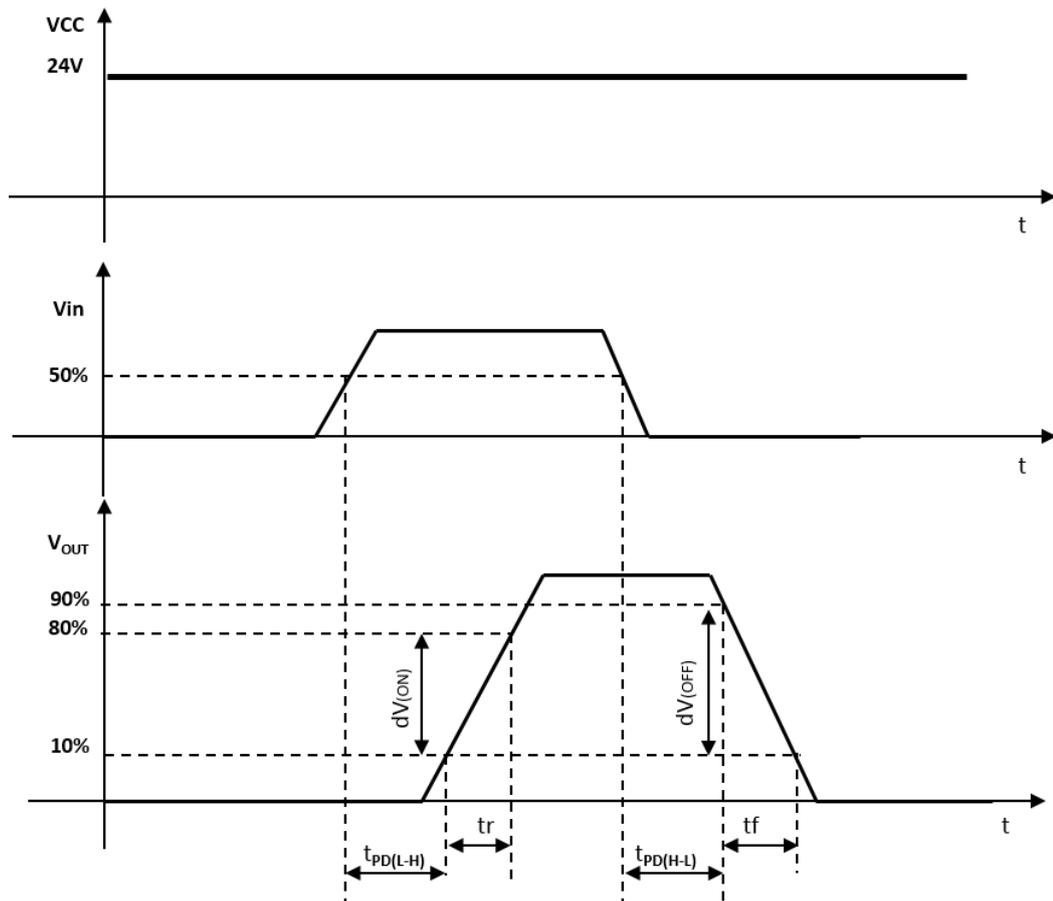 VCC
24V
t
Vin
50%
t
VOUT
90%
80%
dV(ON)
dV(OFF)
10%
tr
tf
t
tPD(L-H)
tPD(H-L)